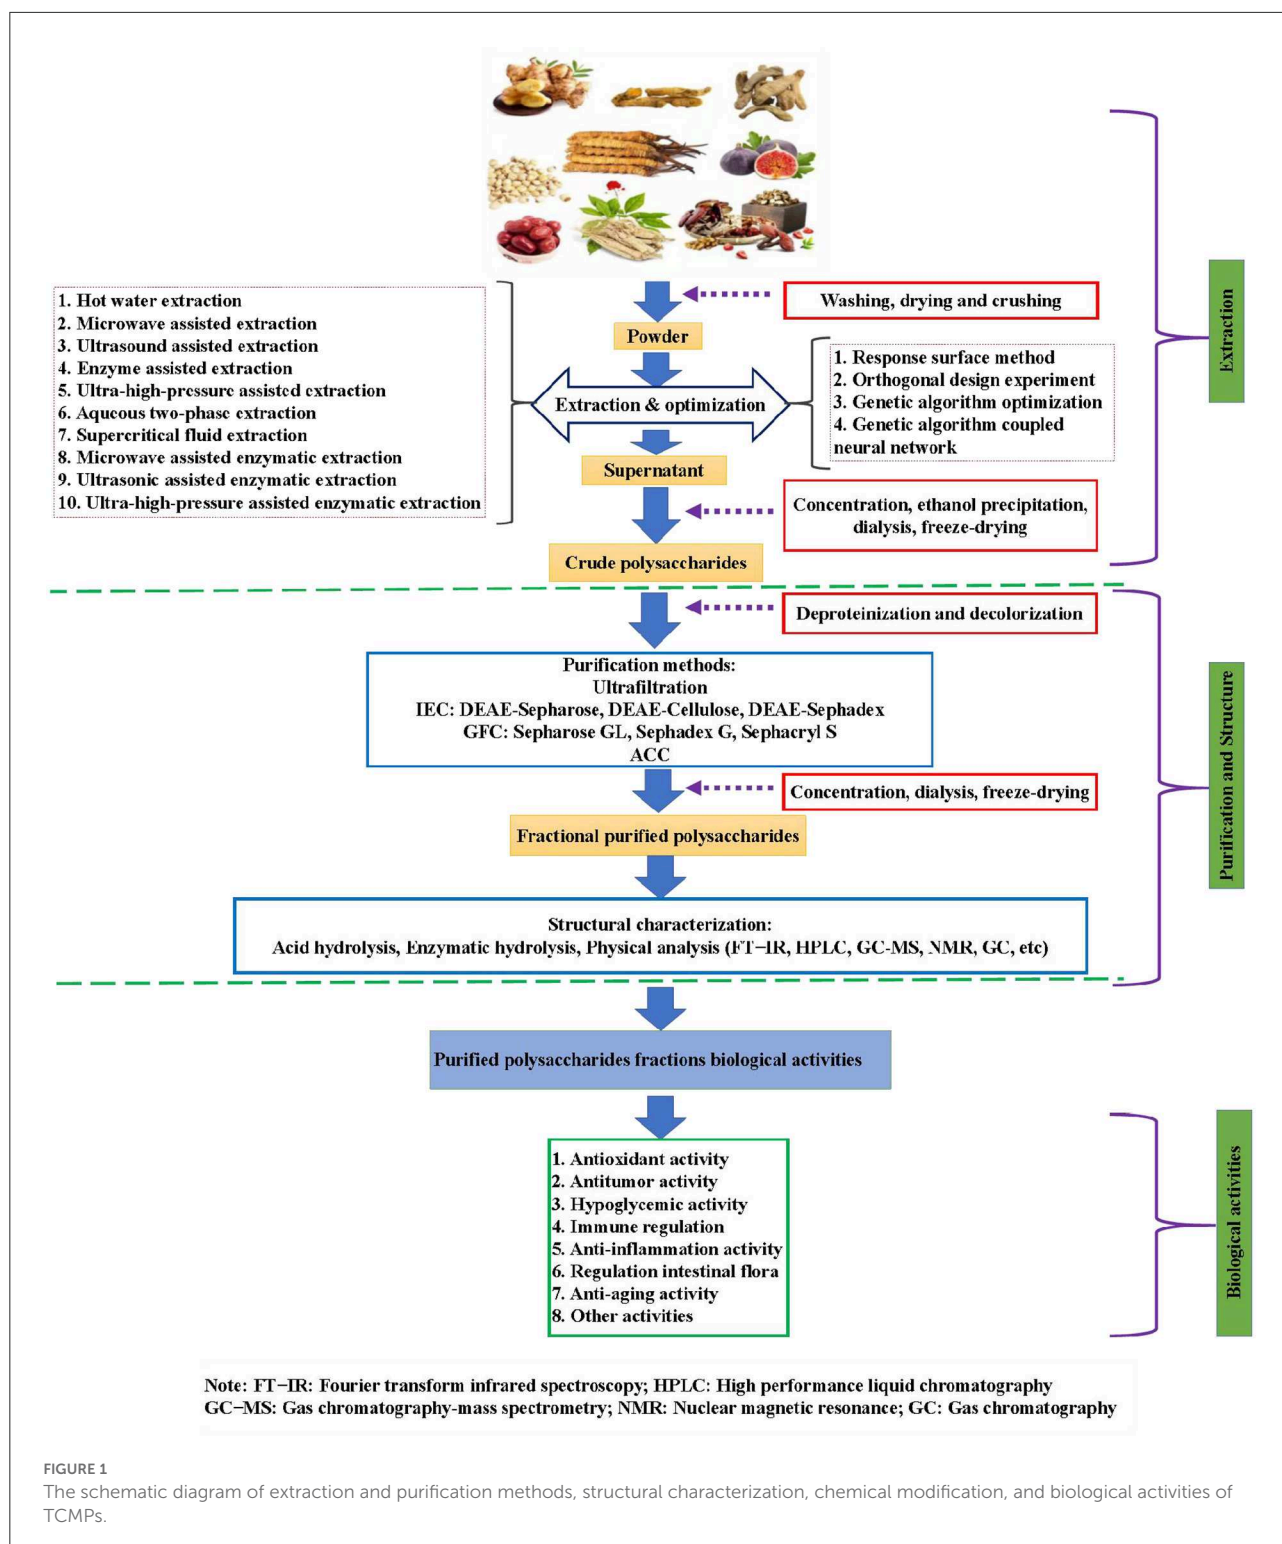 Washing, drying and crushing
Powder
1. Hot water extraction
2. Microwave assisted extraction
3. Ultrasound assisted extraction
4. Enzyme assisted extraction
5. Ultra-high-pressure assisted extraction
6. Aqueous two-phase extraction
7. Supercritical fluid extraction
8. Microwave assisted enzymatic extraction
9. Ultrasonic assisted enzymatic extraction
10. Ultra-high-pressure assisted enzymatic extraction
Extraction & optimization
1. Response surface method
2. Orthogonal design experiment
3. Genetic algorithm optimization
4. Genetic algorithm coupled
neural network
Supernatant
Concentration, ethanol precipitation,
dialysis, freeze-drying
Crude polysaccharides
Extraction
Deproteinization and decolorization
Purification methods:
Ultrafiltration
IEC: DEAE-Sepharose, DEAE-Cellulose, DEAE-Sephadex
GFC: Sepharose GL, Sephadex G, Sephacryl S
ACC
Concentration, dialysis, freeze-drying
Fractional purified polysaccharides
Structural characterization:
Acid hydrolysis, Enzymatic hydrolysis, Physical analysis (FT−IR, HPLC, GC-MS, NMR, GC, etc)
Purification and Structure
Purified polysaccharides fractions biological activities
1. Antioxidant activity
2. Antitumor activity
3. Hypoglycemic activity
4. Immune regulation
5. Anti-inflammation activity
6. Regulation intestinal flora
7. Anti-aging activity
8. Other activities
Biological activities
Note: FT−IR: Fourier transform infrared spectroscopy; HPLC: High performance liquid chromatography
GC−MS: Gas chromatography-mass spectrometry; NMR: Nuclear magnetic resonance; GC: Gas chromatography
FIGURE 1
The schematic diagram of extraction and purification methods, structural characterization, chemical modification, and biological activities of
TCMPs.